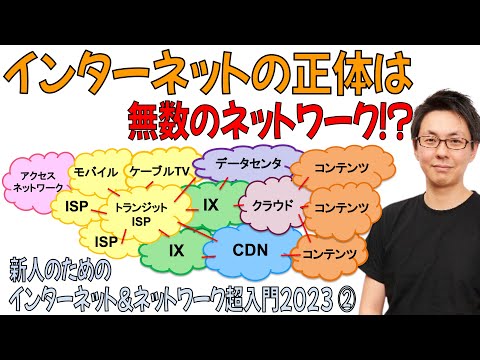 インターネットの正体は
無数のネットワーク!?
アクセス
ネットワーク
モバイル
ケーブルTV
データセンタ
コンテンツ
ISP
トランジット
ISP
IX
クラウド
コンテンツ
ISP
IX
CDN
コンテンツ
新人のための
インターネット&ネットワーク超入門2023 ②